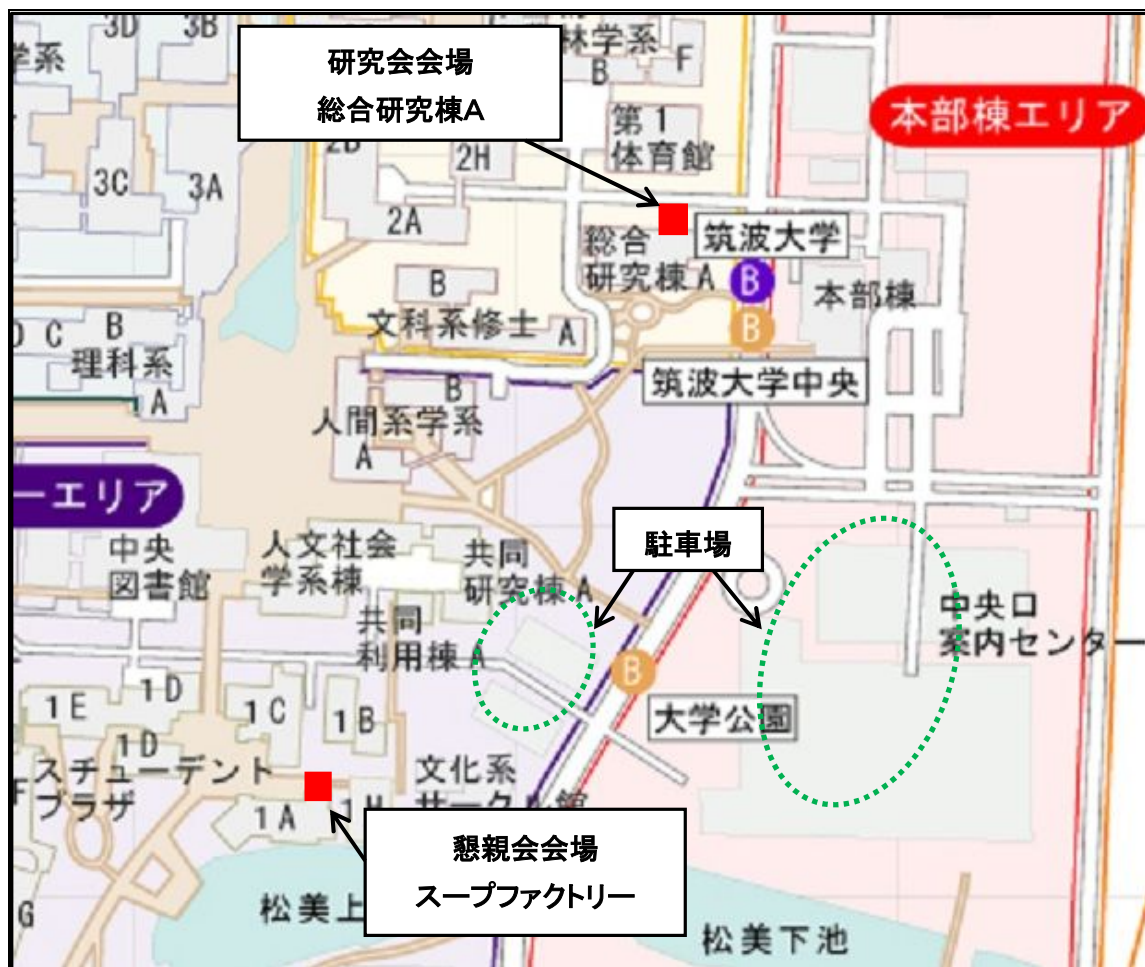 3D
3B
学系
研究会会場
総合研究棟A
林学系
B
F
本部棟エリア
第1
体育館
2B
2H
3C
3A
2A
総合
研究棟A
筑波大学
B
本部棟
B
B
文科系修士
A
筑波大学中央
C
B
理科系
A
B
人間系学系
A
ーエリア
中央
図書館
人文社会
学系棟
共同
研究棟A
駐車場
中央口
案内センター
共同
利用棟A
B
大学公園
1E
1D
1C
1B
1D
スチューデント
プラザ
文化系
サークル館
1A
1H
F
懇親会会場
スープファクトリー
G
松美上
松美下池